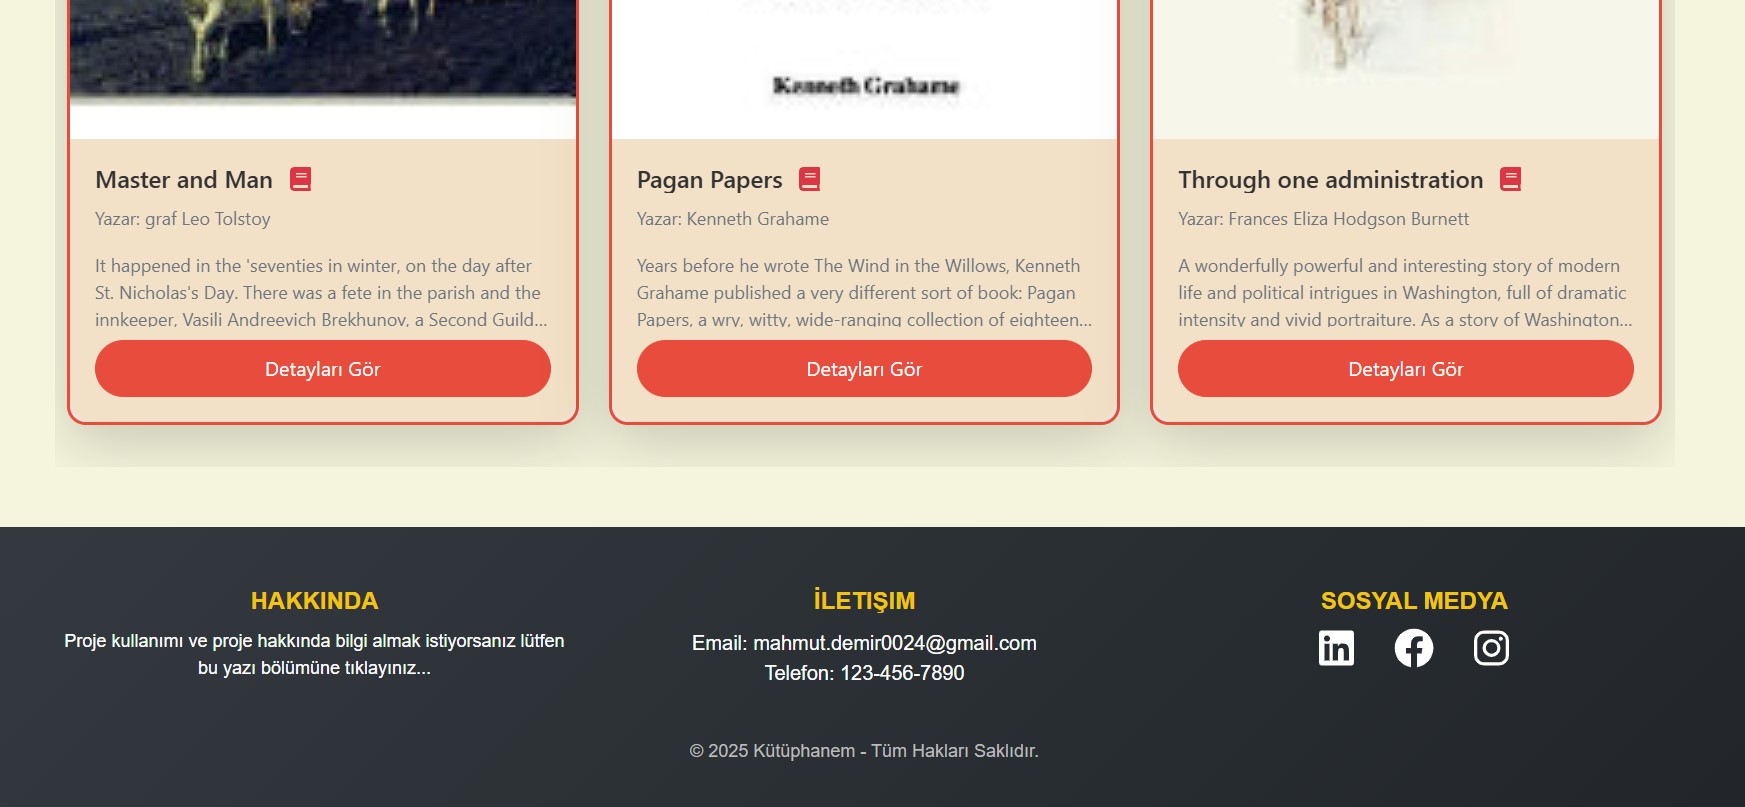 Kenneth Grahame
Master and Man
Yazar: graf Leo Tolstoy
It happened in the 'seventies in winter, on the day after
St. Nicholas's Day. There was a fete in the parish and the
innkeeper, Vasili Andreevich Brekhunov, a Second Guild...
Detayları Gör
Pagan Papers
Yazar: Kenneth Grahame
Years before he wrote The Wind in the Willows, Kenneth
Grahame published a very different sort of book: Pagan
Papers, a wry, witty, wide-ranging collection of eighteen...
Detayları Gör
Through one administration
Yazar: Frances Eliza Hodgson Burnett
A wonderfully powerful and interesting story of modern
life and political intrigues in Washington, full of dramatic
intensity and vivid portraiture. As a story of Washington...
Detayları Gör
HAKKINDA
Proje kullanımı ve proje hakkında bilgi almak istiyorsanız lütfen
bu yazı bölümüne tıklayınız...
İLETIŞIM
Email: mahmut.demir0024@gmail.com
Telefon: 123-456-7890
SOSYAL MEDYA
in
f
© 2025 Kütüphanem - Tüm Hakları Saklıdır.